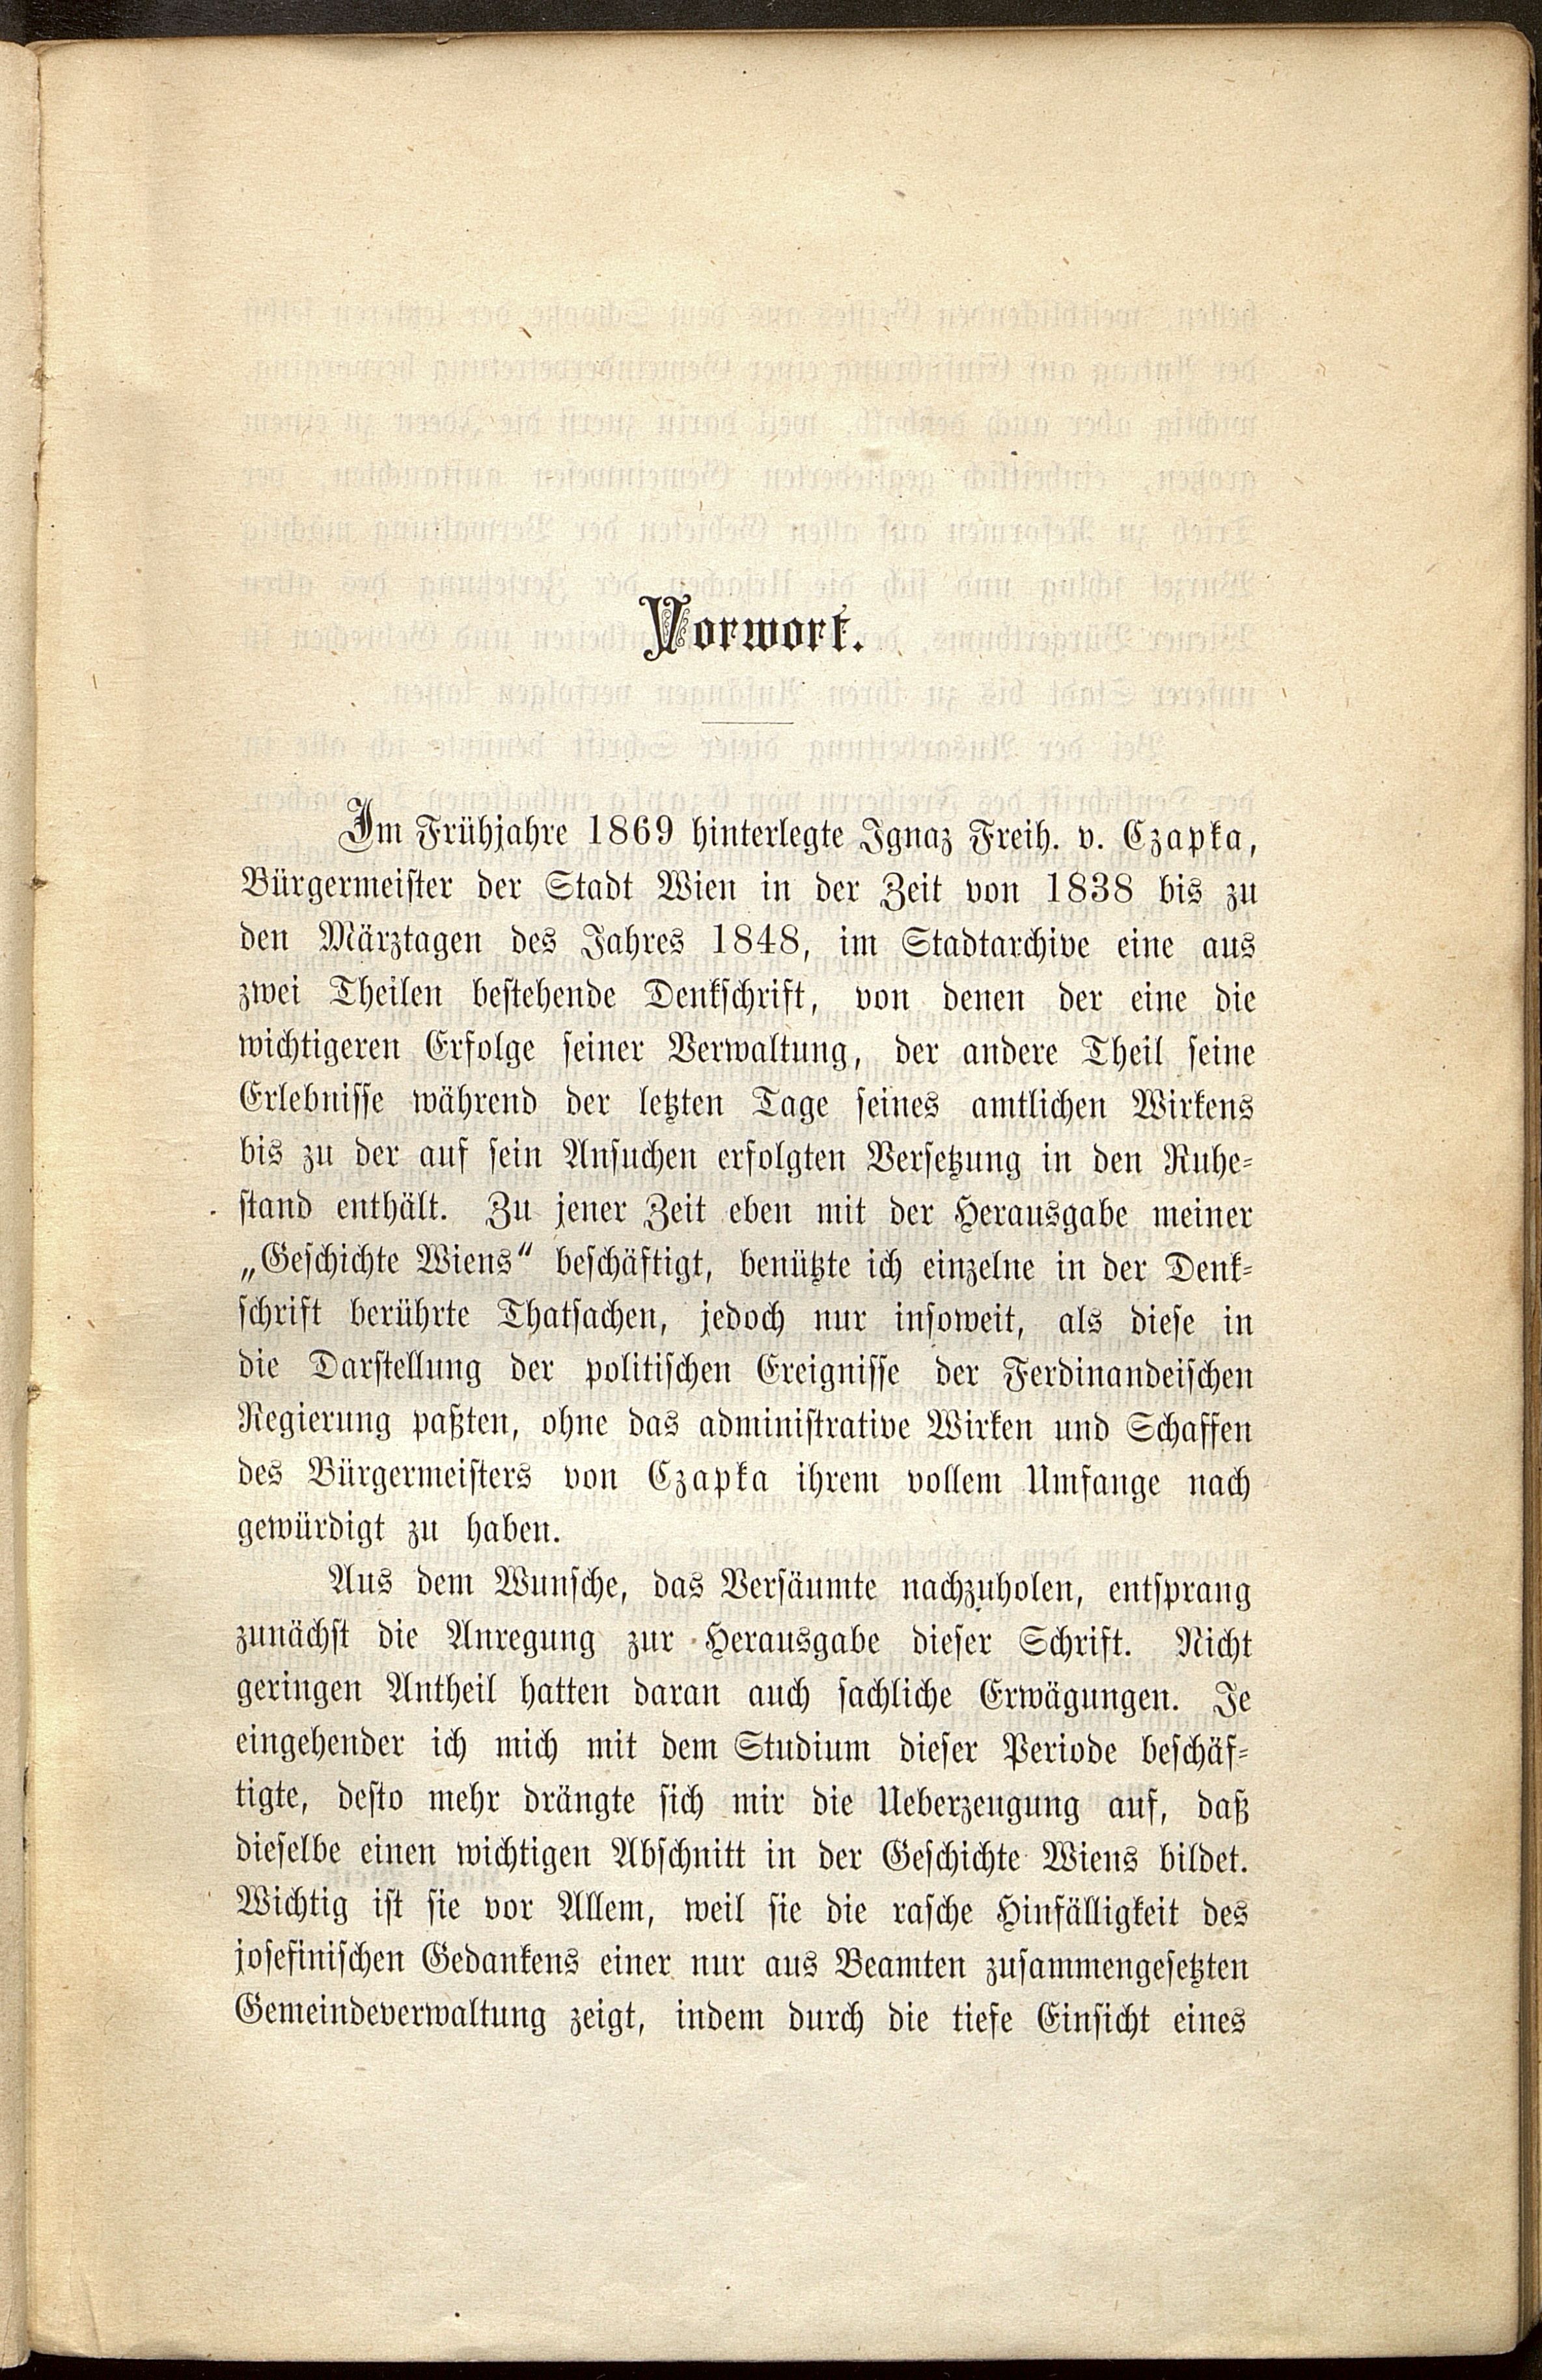 Vorwort.
Im Frühjahre 1869 hinterlegte Ignaz Freih. v. Czapka,
Bürgermeister der Stadt Wien in der Zeit von 1838 bis zu
den Märztagen des Jahres 1848, im Stadtarchive eine aus
zwei Theilen bestehende Denkschrift, von denen der eine die
wichtigeren Erfolge seiner Verwaltung, der andere Theil seine
Erlebnisse während der letzten Tage seines amtlichen Wirkens
bis zu der auf sein Ansuchen erfolgten Versetzung in den Ruhe-
stand enthält. Zu jener Zeit eben mit der Herausgabe meiner
„Geschichte Wiens“ beschäftigt, benützte ich einzelne in der Denk-
schrift berührte Thatsachen, jedoch nur insoweit, als diese in
die Darstellung der politischen Ereignisse der Ferdinandeischen
Regierung paßten, ohne das administrative Wirken und Schaffen
des Bürgermeisters von Czapka ihrem vollem Umfange nach
gewürdigt zu haben.
Aus dem Wunsche, das Versäumte nachzuholen, entsprang
zunächst die Anregung zur Herausgabe dieser Schrift. Nicht
geringen Antheil hatten daran auch sachliche Erwägungen. Je
eingehender ich mich mit dem Studium dieser Periode beschäf-
tigte, desto mehr drängte sich mir die Ueberzeugung auf, daß
dieselbe einen wichtigen Abschnitt in der Geschichte Wiens bildet.
Wichtig ist sie vor Allem, weil sie die rasche Hinfälligkeit des
josefinischen Gedankens einer nur aus Beamten zusammengesetzten
Gemeindeverwaltung zeigt, indem durch die tiefe Einsicht eines